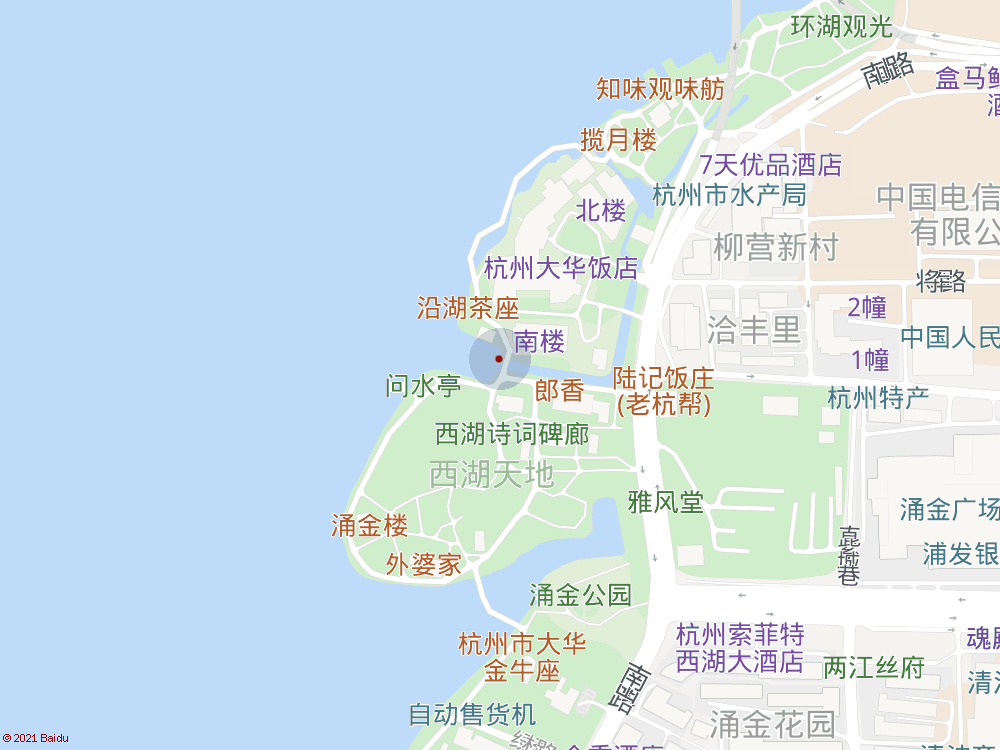 环湖观光
南山路
盒马鲜
酒
知味观味舫
揽月楼
7天优品酒店
杭州市水产局
中国电信
有限公
北楼
柳营新村
杭州大华饭店
将军路
沿湖茶座
2幢
洽丰里
南楼
中国人民
1幢
问水亭
郎香
陆记饭庄
(老杭帮)
杭州特产
西湖诗词碑廊
西湖天地
雅风堂
涌金楼
涌金广场
外婆家
浦发银
涌金公园
杭州市大华
金牛座
杭州索菲特
西湖大酒店
两江丝府
南山路
清波
自动售货机
涌金花园
© 2021 Baidu